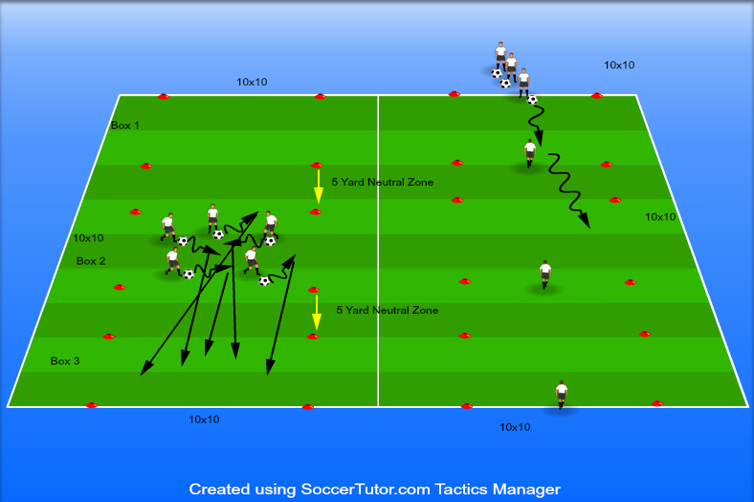 10x10
10x10
Box 1
5 Yard Neutral Zone
10x10
10x10
Box 2
5 Yard Neutral Zone
Box 3
10x10
10x10
Created using SoccerTutor.com Tactics Manager